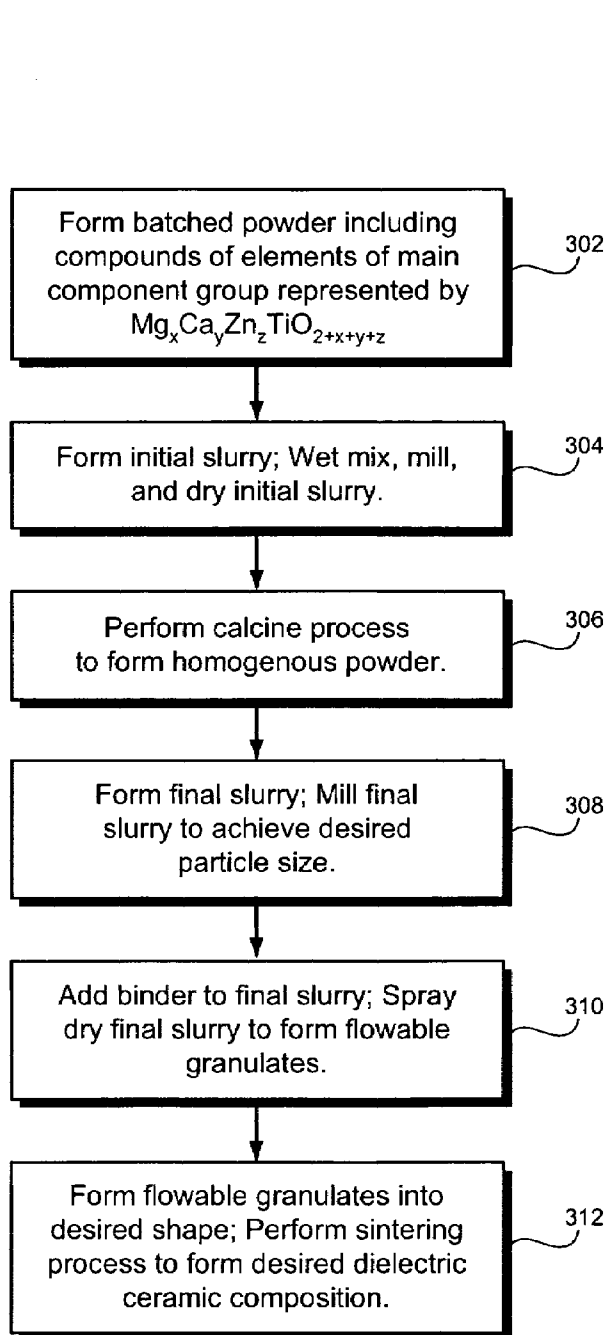 Form batched powder including
compounds of elements of main
component group represented by
MgxCayZnzTiO2+x+y+z
302
Form initial slurry; Wet mix, mill,
and dry initial slurry.
304
Perform calcine process
to form homogenous powder.
306
Form final slurry; Mill final
slurry to achieve desired
particle size.
308
Add binder to final slurry; Spray
dry final slurry to form flowable
granulates.
310
Form flowable granulates into
desired shape; Perform sintering
process to form desired dielectric
ceramic composition.
312